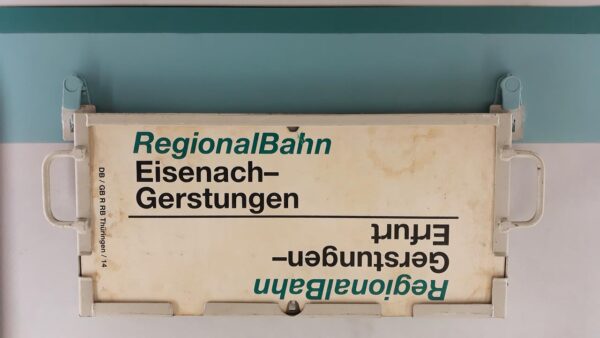 RegionalBahn
Eisenach-
Gerstungen
RegionalBahn
Gerstungen-
Erfurt
DB / GB R RB Thüringen / 14